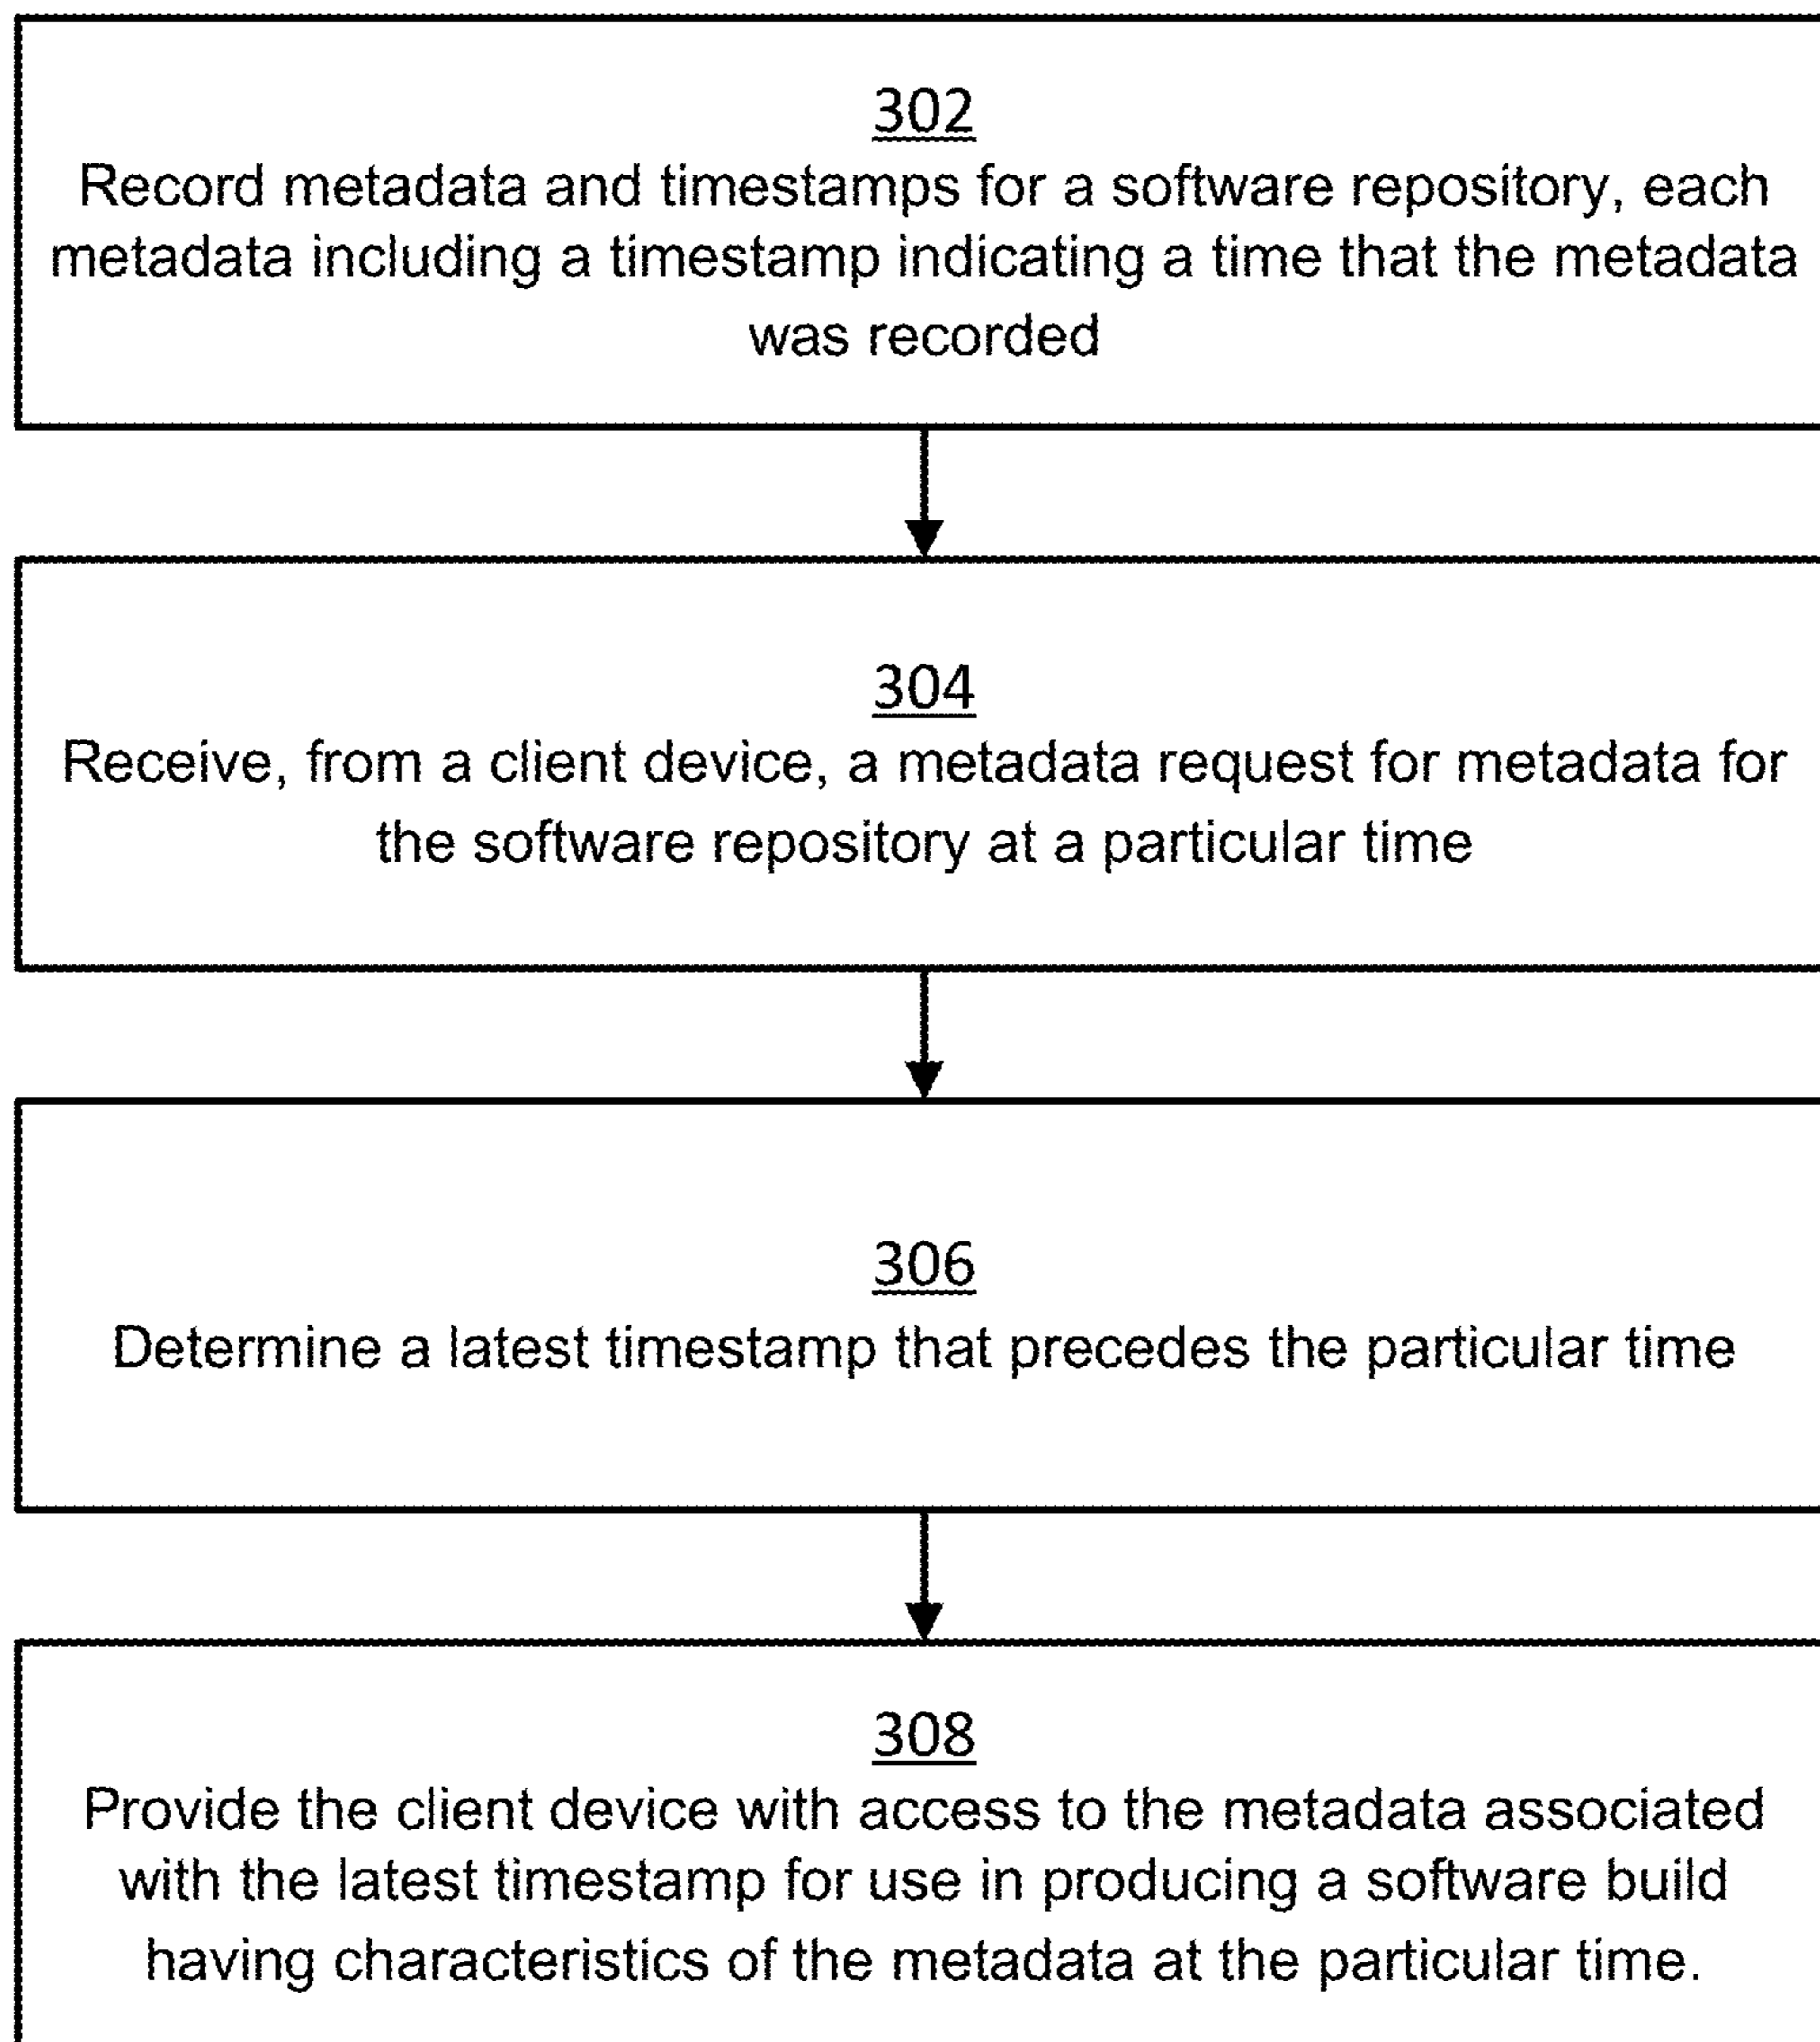 302
Record metadata and timestamps for a software repository, each
metadata including a timestamp indicating a time that the metadata
was recorded
304
Receive, from a client device, a metadata request for metadata for
the software repository at a particular time
306
Determine a latest timestamp that precedes the particular time
308
Provide the client device with access to the metadata associated
with the latest timestamp for use in producing a software build
having characteristics of the metadata at the particular time.